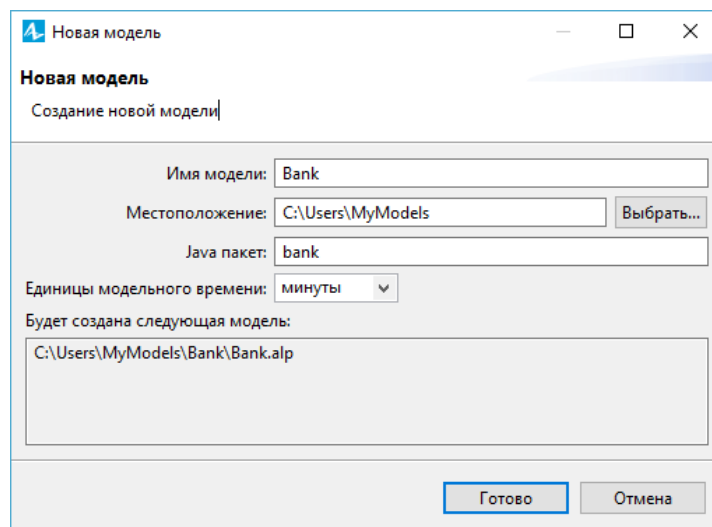 Новая модель
Новая модель
Создание новой модели
Имя модели: Bank
Местоположение: C:\Users\MyModels Выбрать...
Java пакет: bank
Единицы модельного времени: минуты
Будет создана следующая модель:
C:\Users\MyModels\Bank\Bank.alp
Готово Отмена